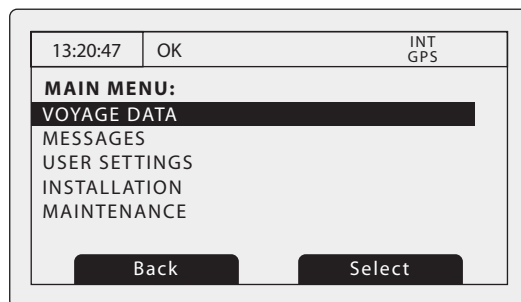 13:20:47 OK INT
GPS
MAIN MENU:
VOYAGE DATA
MESSAGES
USER SETTINGS
INSTALLATION
MAINTENANCE
Back Select